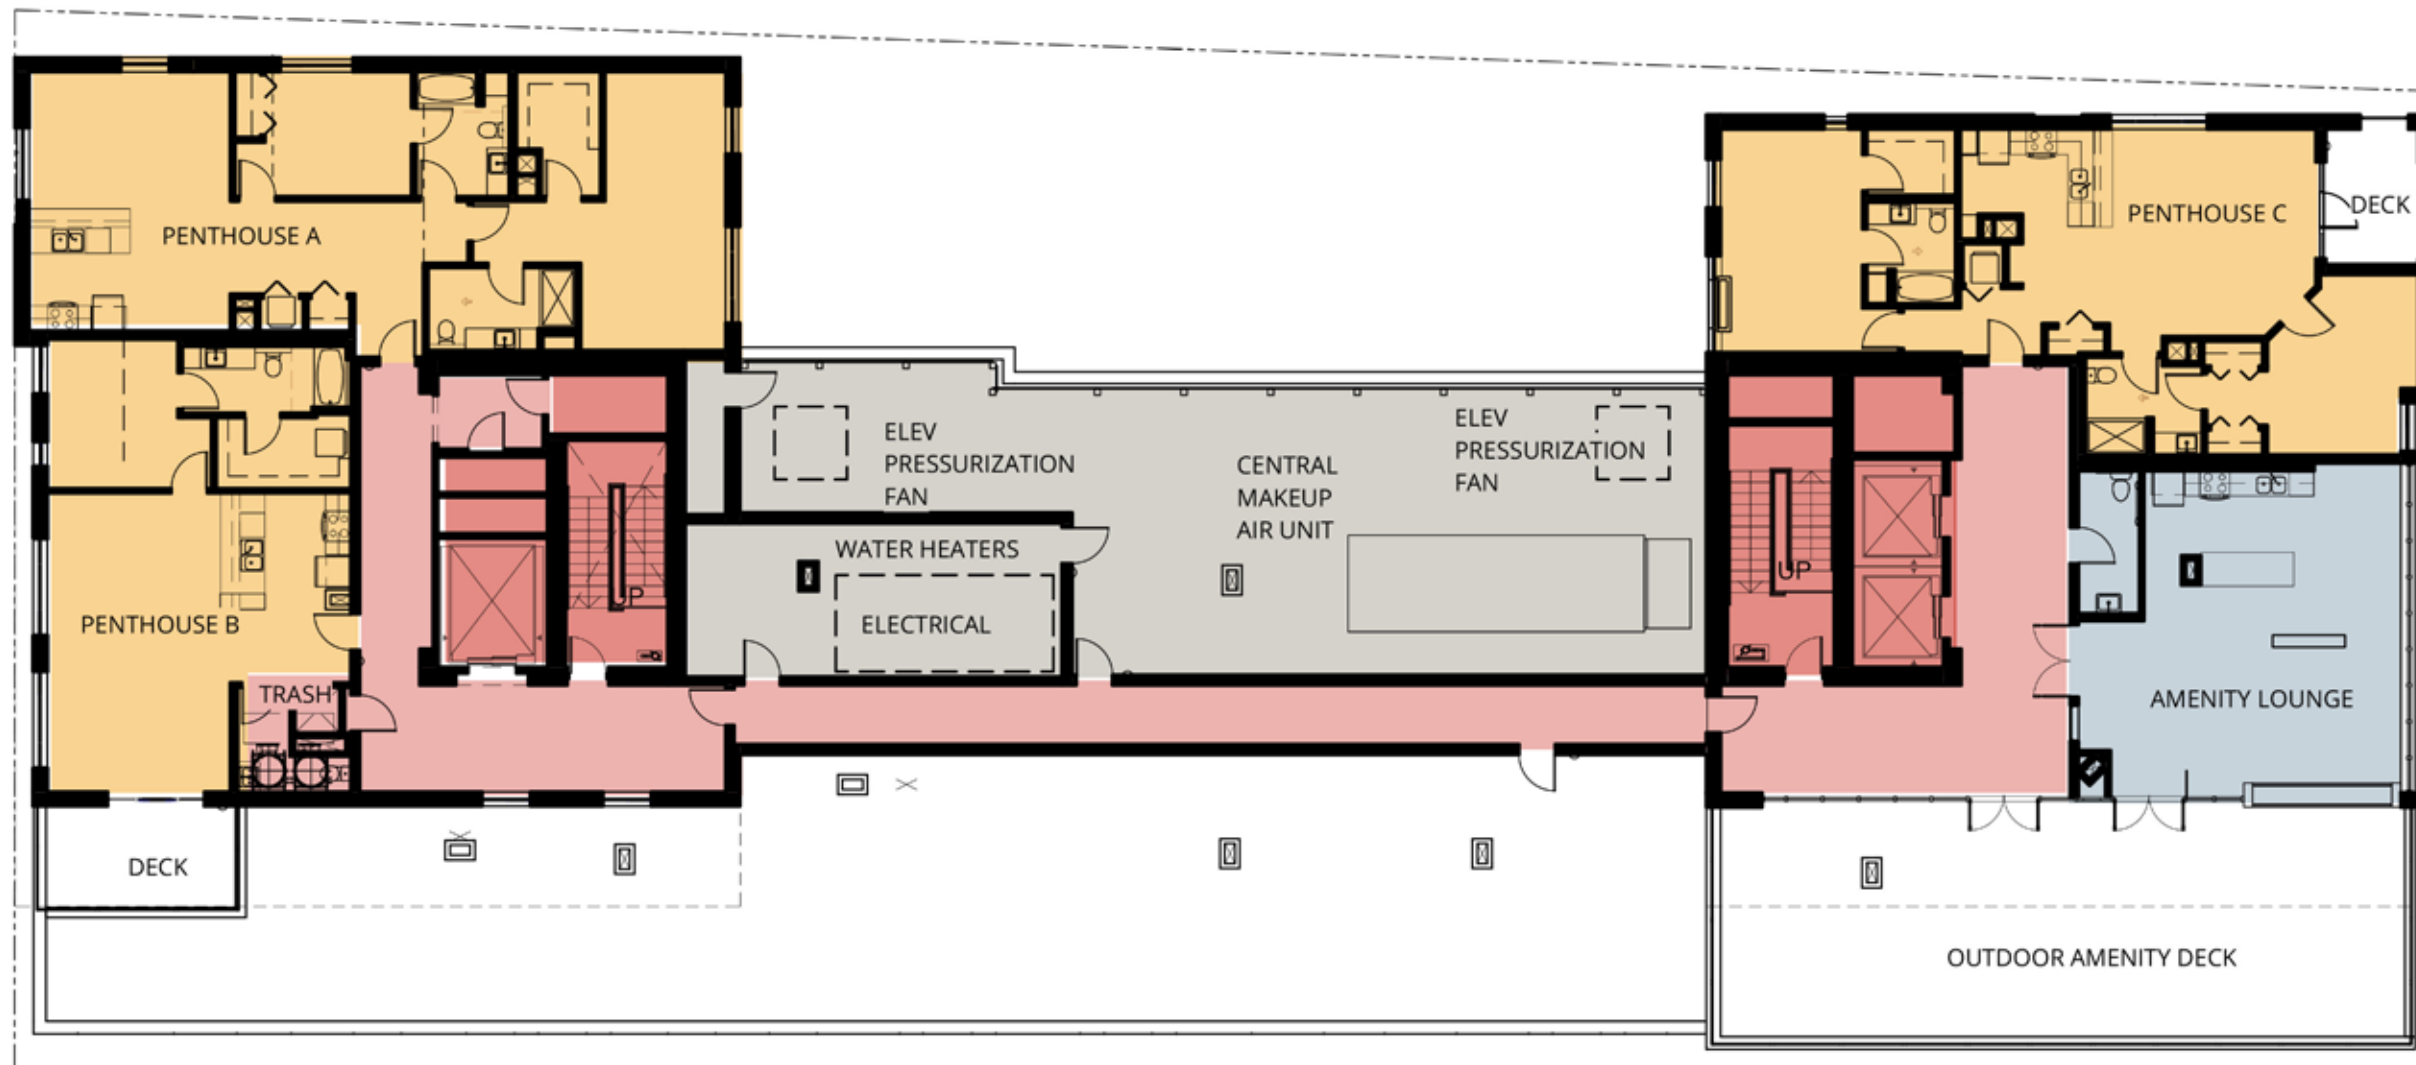 PENTHOUSE A
PENTHOUSE C
DECK
ELEV
PRESSURIZATION
FAN
ELEV
PRESSURIZATION
FAN
CENTRAL
MAKEUP
AIR UNIT
WATER HEATERS
ELECTRICAL
UP
UP
PENTHOUSE B
TRASH
AMENITY LOUNGE
DECK
OUTDOOR AMENITY DECK